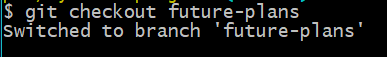 $ git checkout future-plans
Switched to branch 'future-plans'